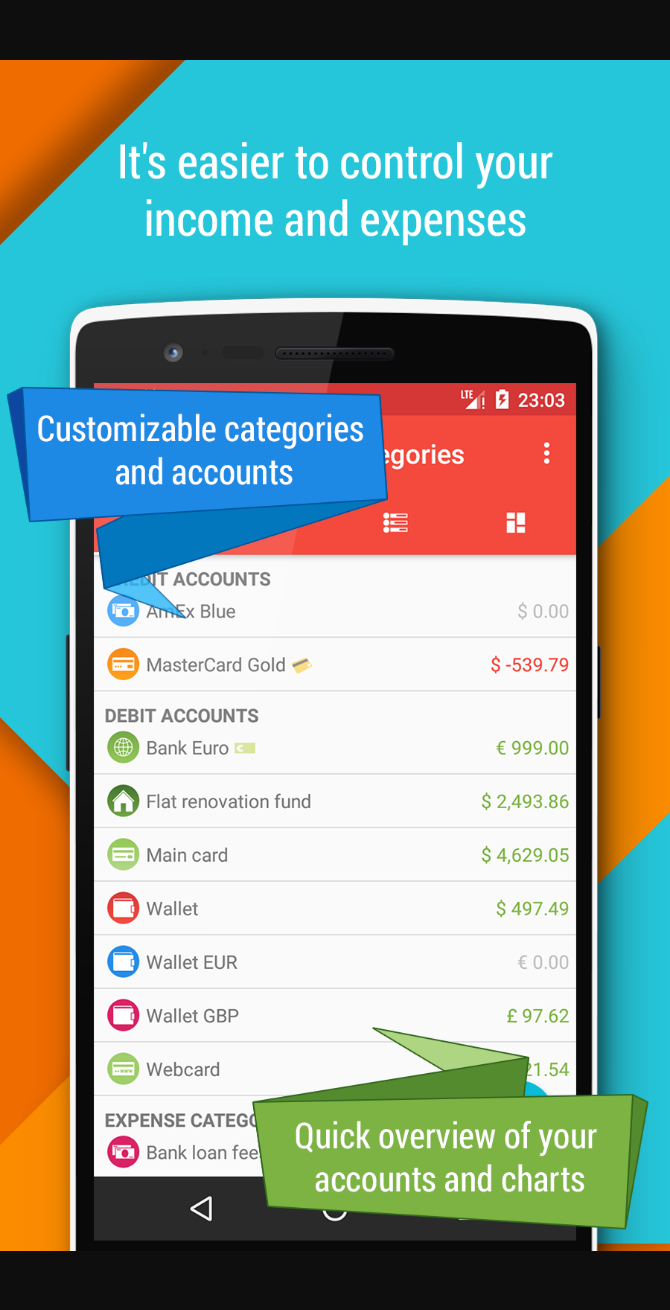 It's easier to control your
income and expenses
LTE 23:03
Customizable categories
and accounts
egories
EDIT ACCOUNTS
AmEx Blue $ 0.00
MasterCard Gold $ -539.79
DEBIT ACCOUNTS
Bank Euro € 999.00
Flat renovation fund $ 2,493.86
Main card $ 4,629.05
Wallet $ 497.49
Wallet EUR € 0.00
Wallet GBP £ 97.62
Webcard 21.54
EXPENSE CATEGO
Bank loan fee
Quick overview of your
accounts and charts